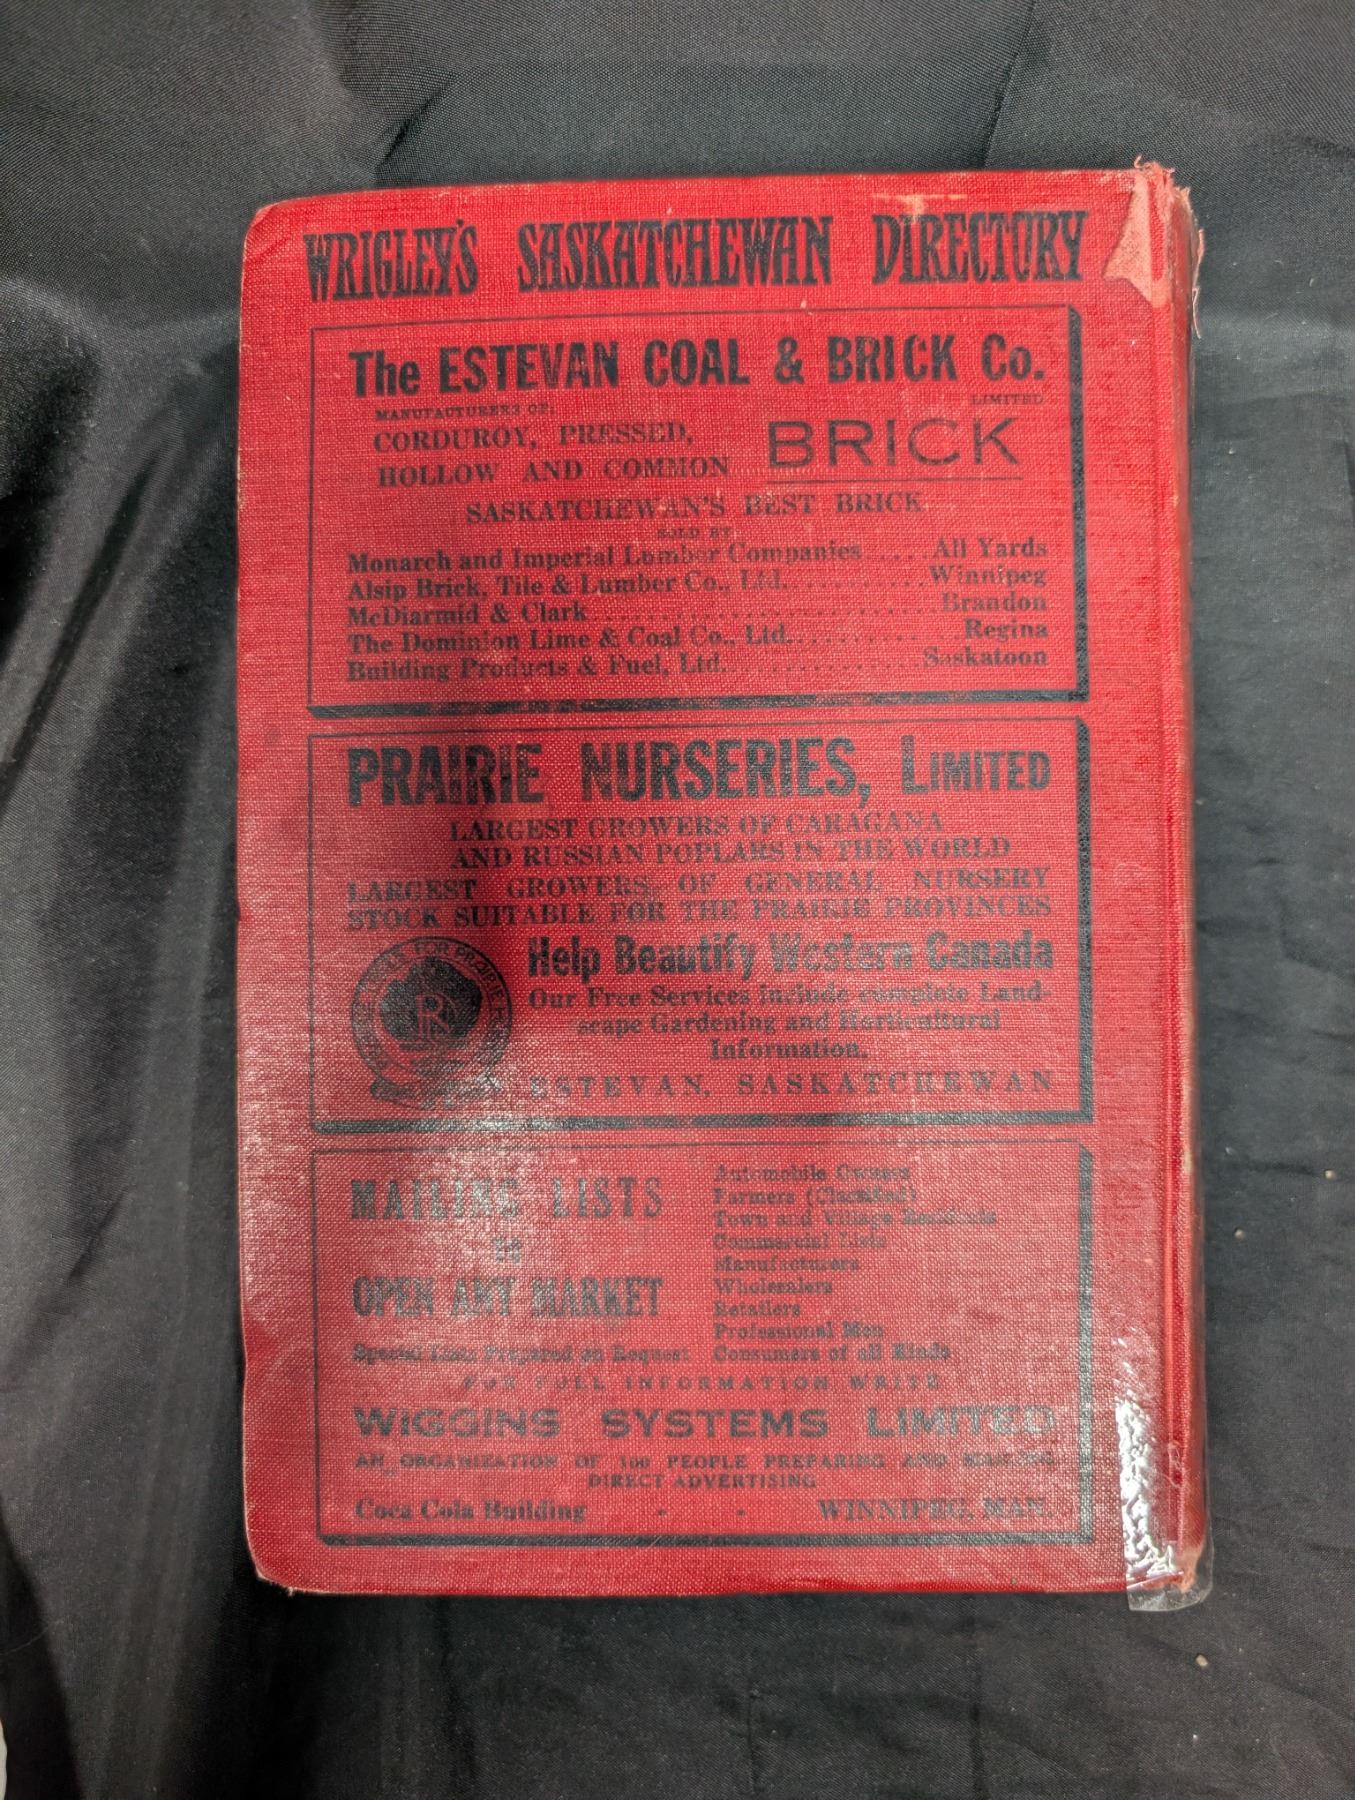 WRIGLEY'S SASKATCHEWAN DIRECTORY
The ESTEVAN COAL & BRICK Co.
LIMITED
MANUFACTURERS OF:
CORDUROY, PRESSED,
HOLLOW AND COMMON
BRICK
SASKATCHEWAN'S BEST BRICK
SOLD BY
Monarch and Imperial Lumber Companies.....All Yards
Alsip Brick, Tile & Lumber Co., Ltd...........Winnipeg
McDiarmid & Clark.......................Brandon
The Dominion Lime & Coal Co., Ltd.............Regina
Building Products & Fuel, Ltd................Saskatoon
PRAIRIE NURSERIES, LIMITED
LARGEST GROWERS OF CARAGANA
AND RUSSIAN POPLARS IN THE WORLD
LARGEST GROWERS OF GENERAL NURSERY
STOCK SUITABLE FOR THE PRAIRIE PROVINCES
Help Beautify Western Canada
Our Free Services include complete Land-
scape Gardening and Horticultural
Information.
ESTEVAN, SASKATCHEWAN
MAILING LISTS
TO
OPEN ANY MARKET
Special Lists Prepared on Request
Automobile Owners
Farmers (Classified)
Town and Village Residents
Commercial Lists
Manufacturers
Wholesalers
Retailers
Professional Men
Consumers of all Kinds
FOR FULL INFORMATION WRITE
WIGGINS SYSTEMS LIMITED
AN ORGANIZATION OF 100 PEOPLE PREPARING AND MAILING
DIRECT ADVERTISING
Coca Cola Building - - WINNIPEG, MAN.